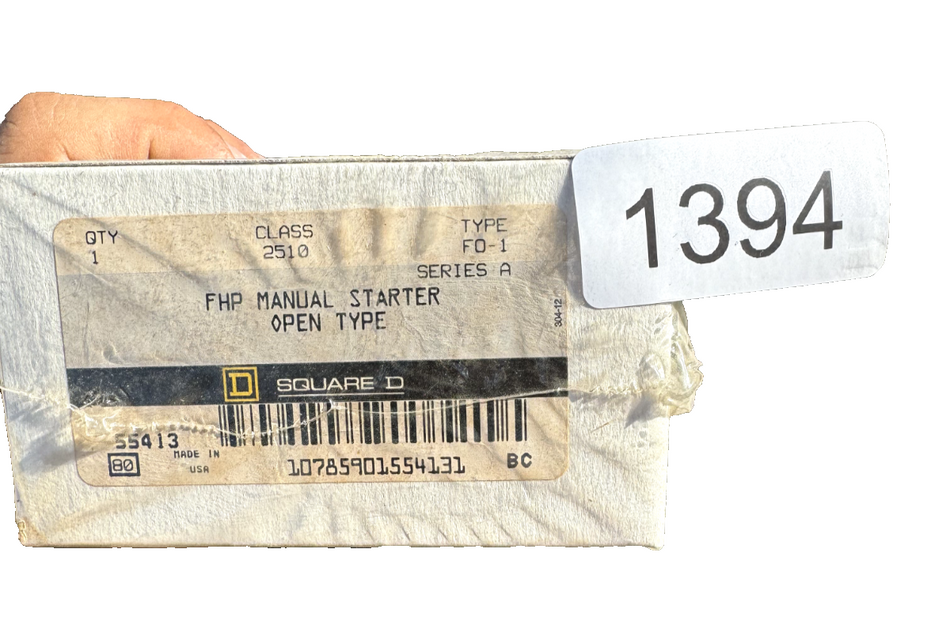 QTY CLASS TYPE
1 2510 FO-1
SERIES A
FHP MANUAL STARTER
OPEN TYPE
304-12
D SQUARE D
55413
80 MADE IN USA
10785901554131 BC
1394